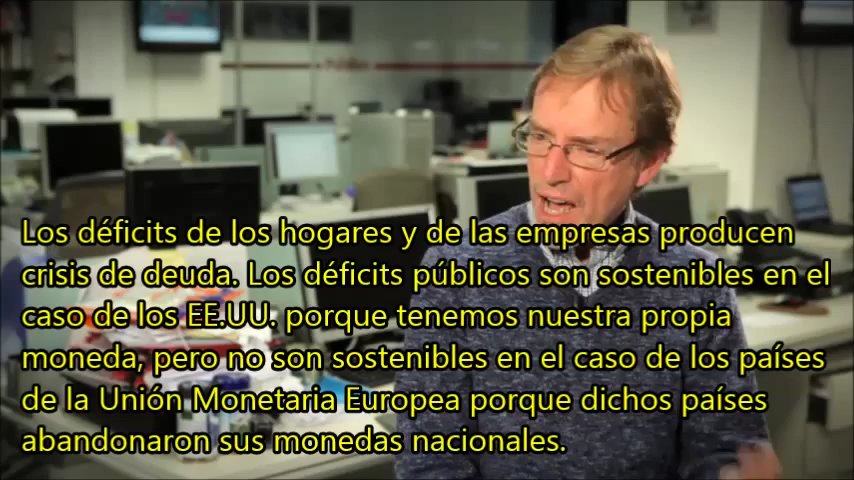 Los déficits de los hogares y de las empresas producen
crisis de deuda. Los déficits públicos son sostenibles en el
caso de los EE.UU. porque tenemos nuestra propia
moneda, pero no son sostenibles en el caso de los países
de la Unión Monetaria Europea porque dichos países
abandonaron sus monedas nacionales.